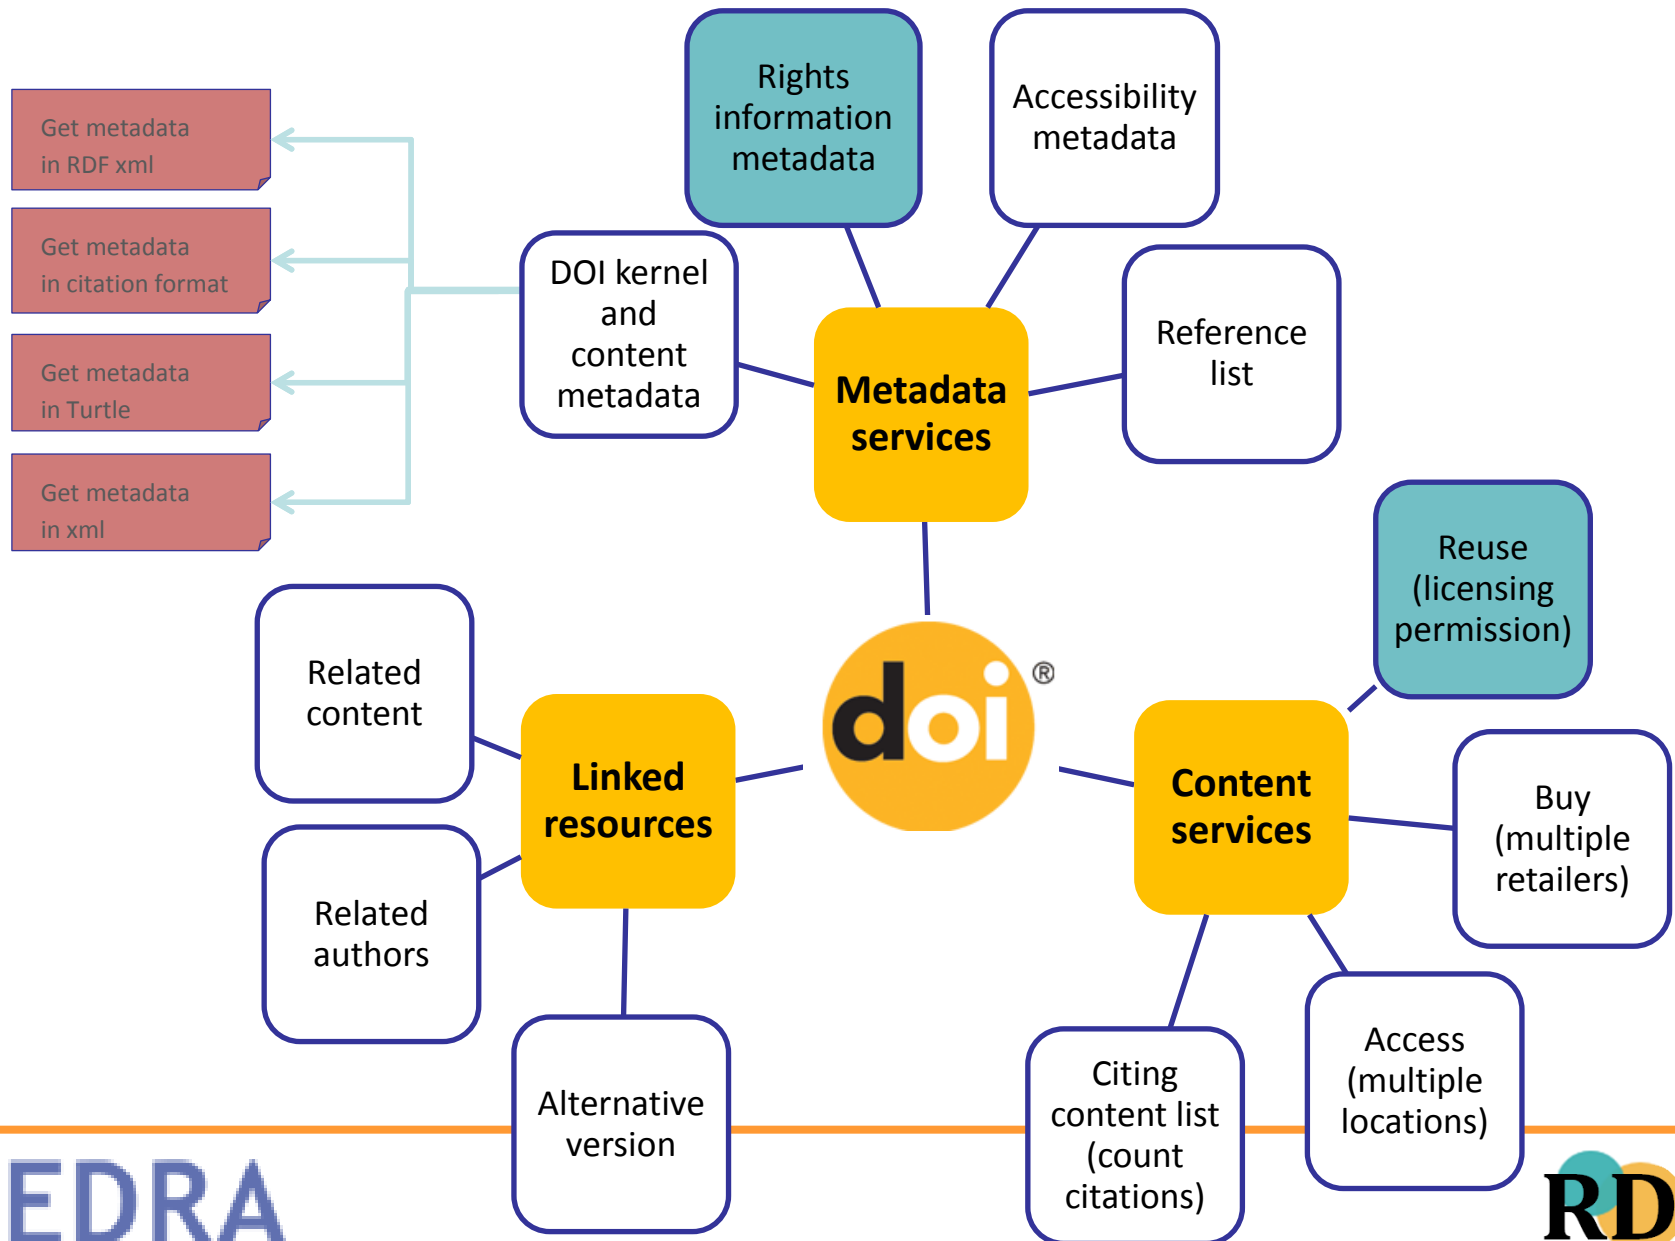 Get metadata
in RDF xml
Get metadata
in citation format
Get metadata
in Turtle
Get metadata
in xml
Rights
information
metadata
Accessibility
metadata
DOI kernel
and
content
metadata
Reference
list
Metadata
services
Reuse
(licensing
permission)
Related
content
doi®
Linked
resources
Content
services
Buy
(multiple
retailers)
Related
authors
Alternative
version
Citing
content list
(count
citations)
Access
(multiple
locations)
EDRA
RD